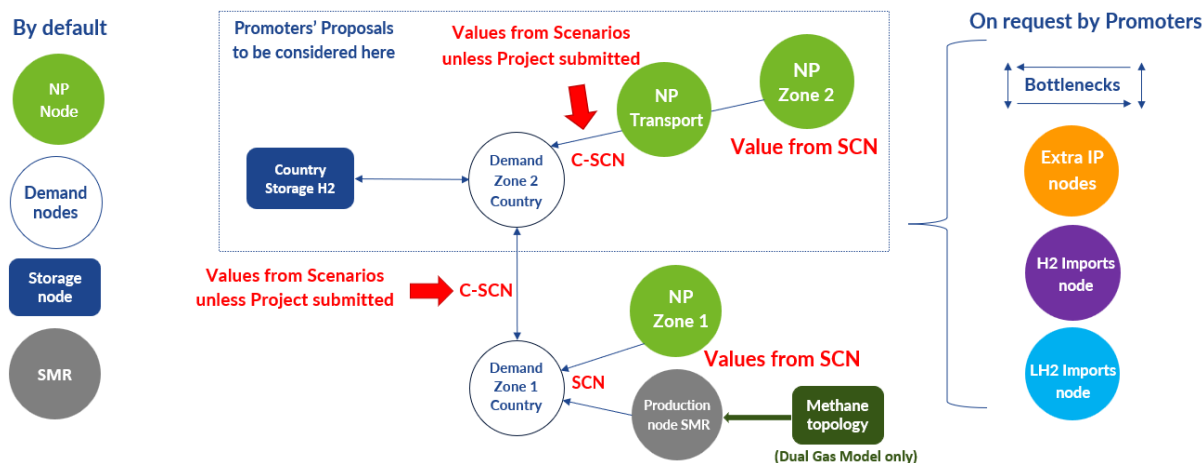 By default
NP
Node
Demand
nodes
Storage
node
SMR
Promoters' Proposals
to be considered here
Values from Scenarios
unless Project submitted
NP
Zone 2
NP
Transport
Value from SCN
C-SCN
Country
Storage H2
Demand
Zone 2
Country
Values from Scenarios
unless Project submitted
C-SCN
NP
Zone 1
Values from SCN
Demand
Zone 1
Country
SCN
Production
node SMR
Methane
topology
(Dual Gas Model only)
On request by Promoters
Bottlenecks
Extra IP
nodes
H2 Imports
node
LH2 Imports
node